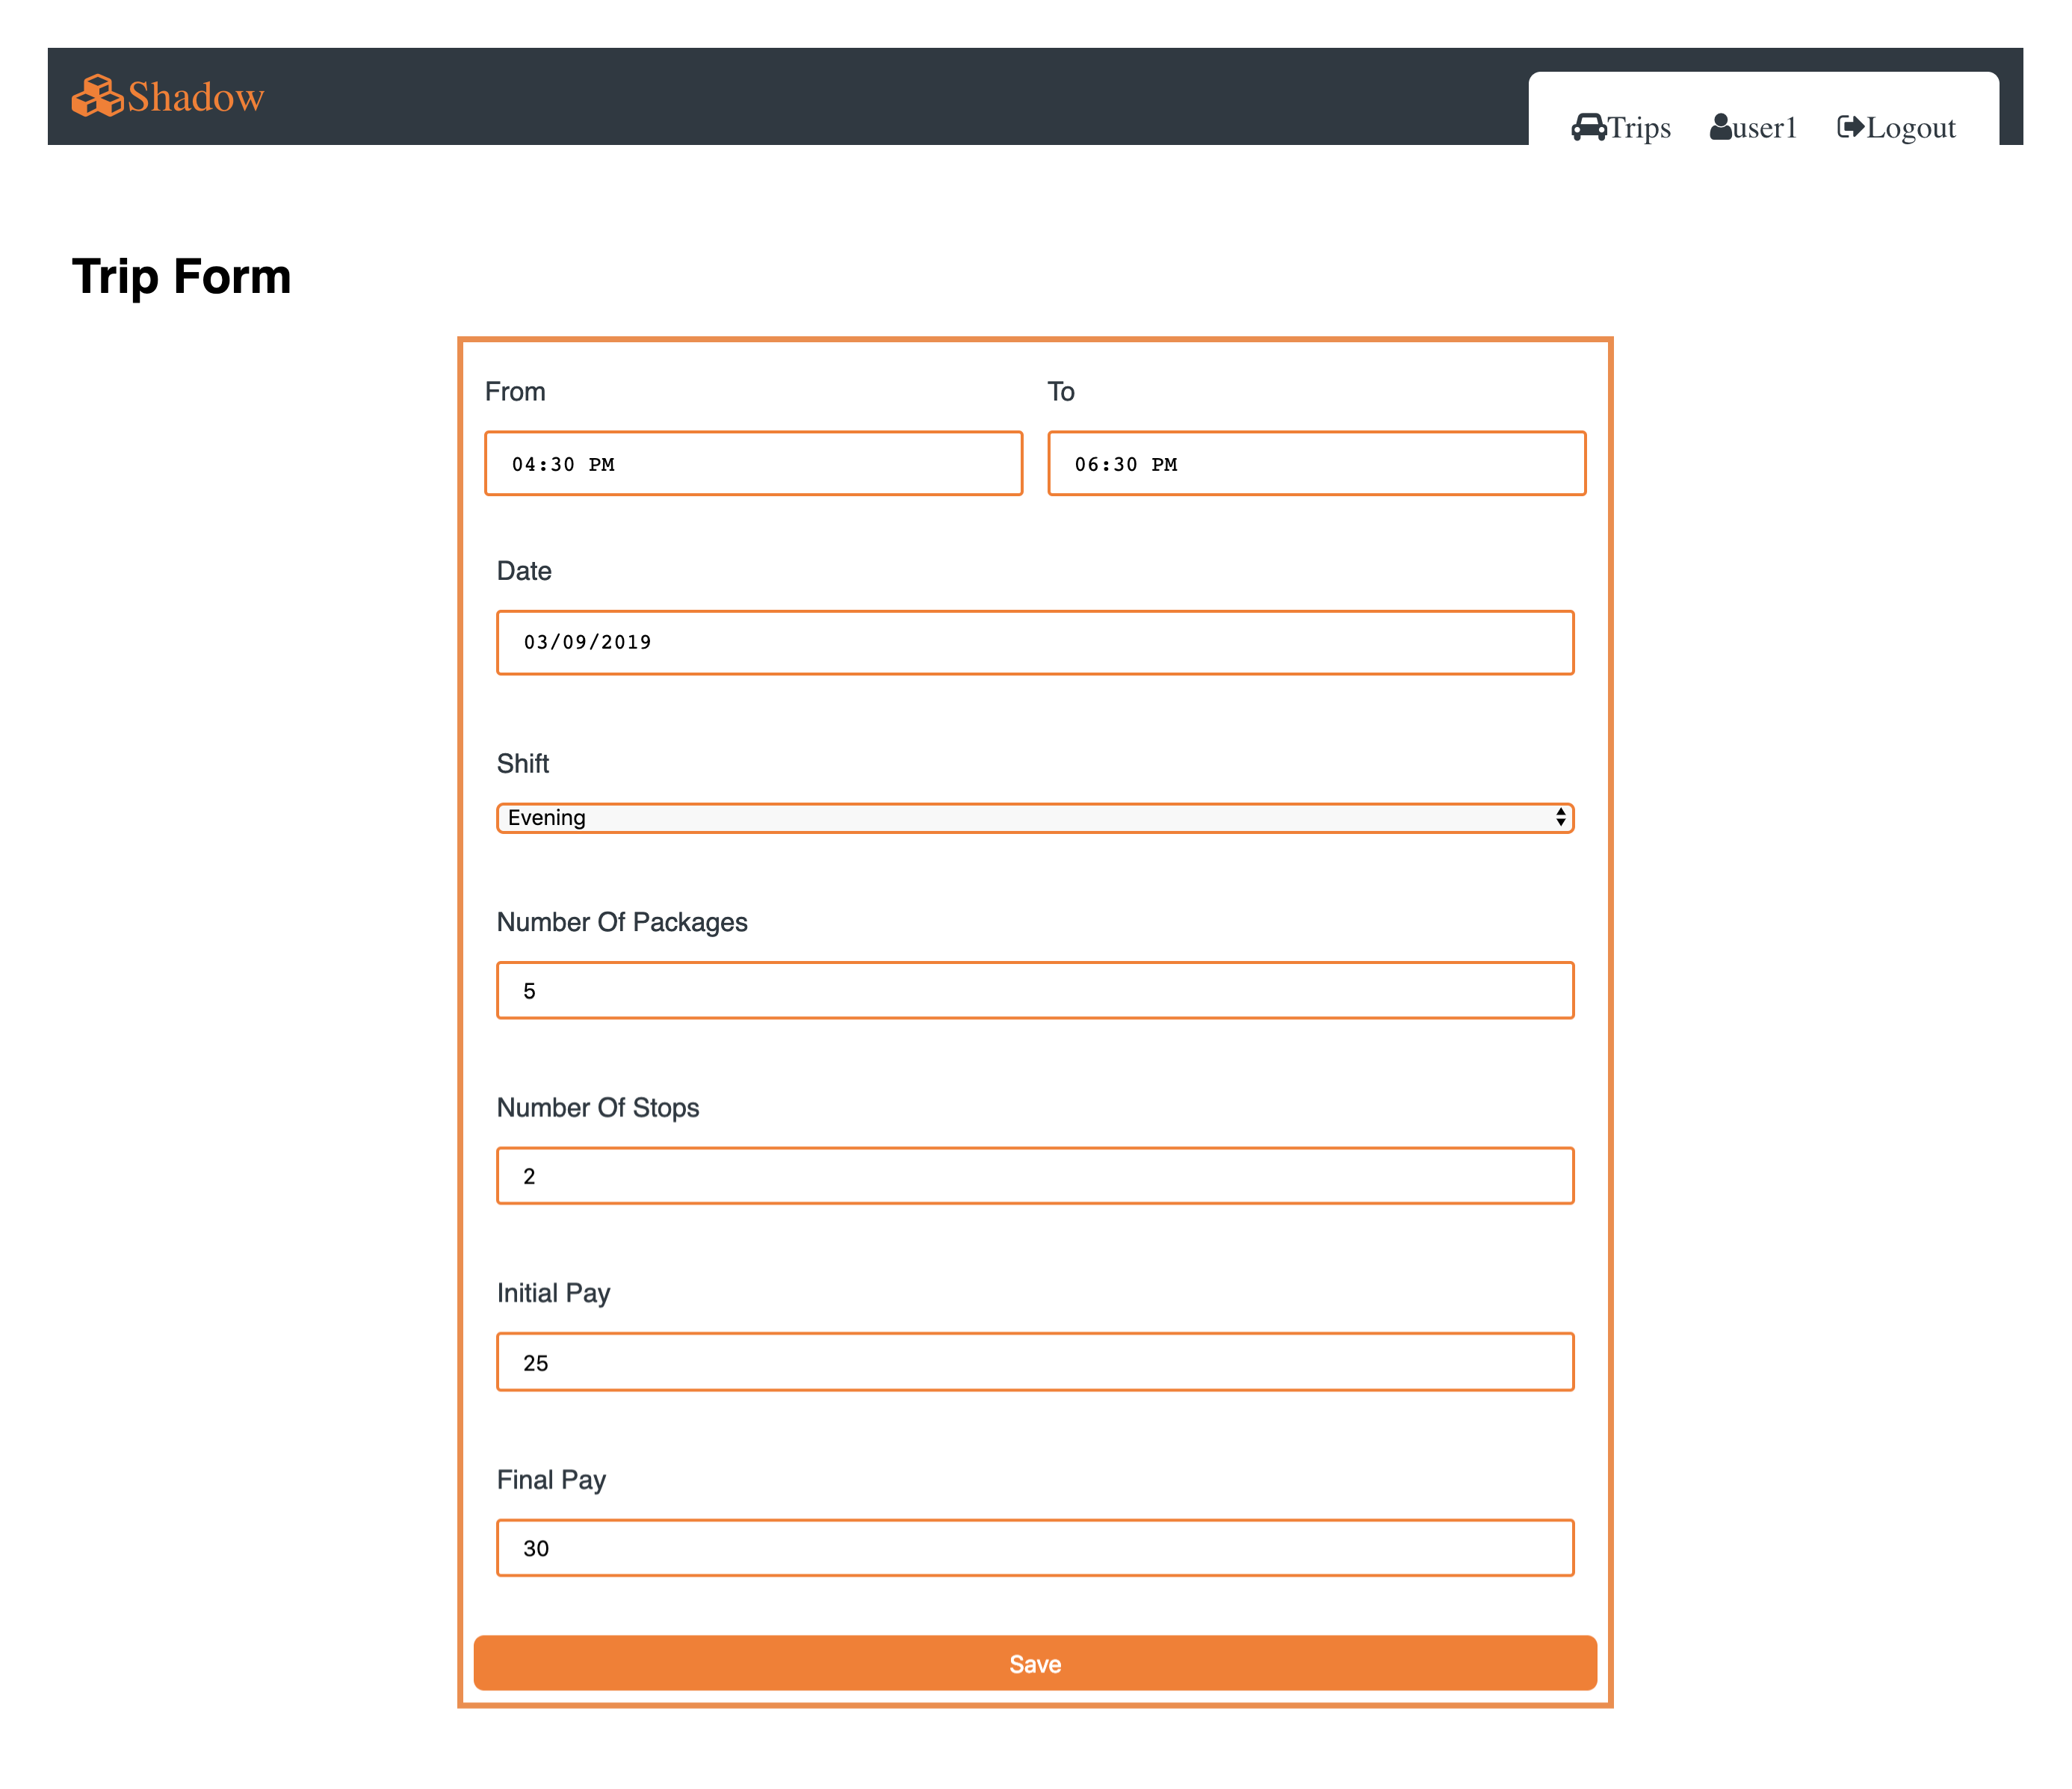 Shadow
Trips user1 Logout
Trip Form
From To
04:30 PM 06:30 PM
Date
03/09/2019
Shift
Evening
Number Of Packages
5
Number Of Stops
2
Initial Pay
25
Final Pay
30
Save